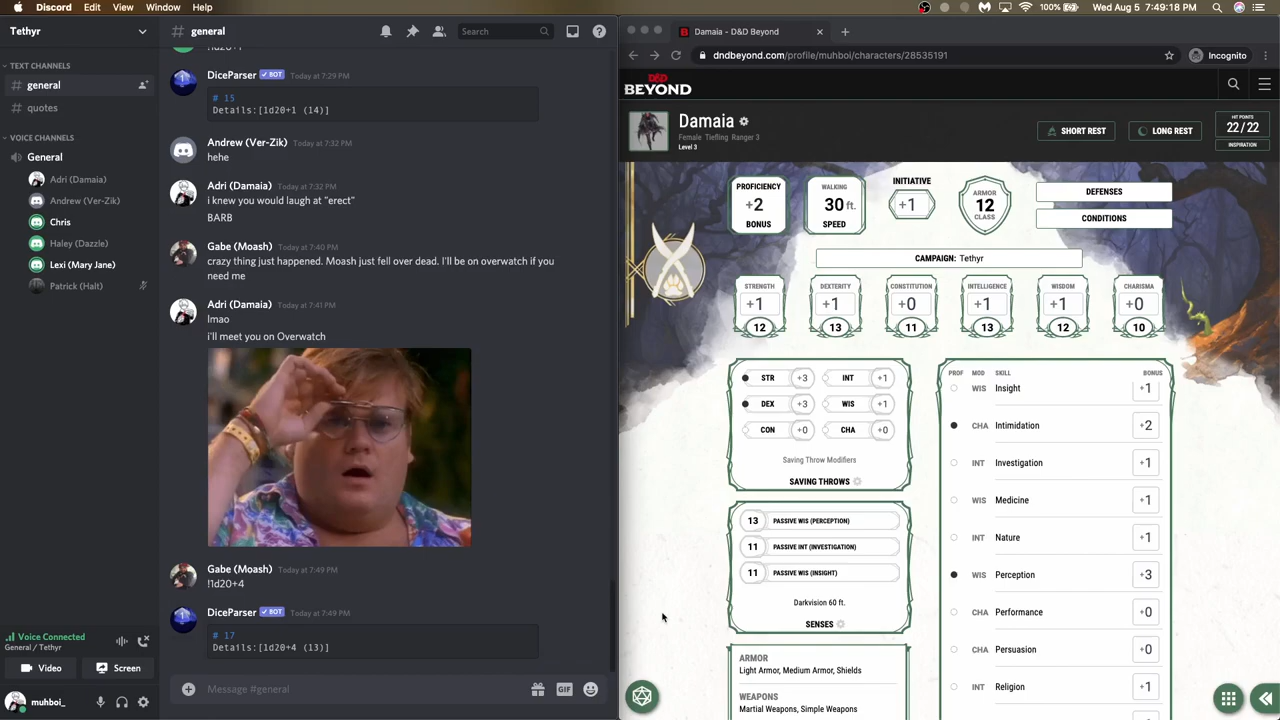 Discord File Edit View Window Help
Tethyr
TEXT CHANNELS
general
quotes
VOICE CHANNELS
General
Adri (Damaia)
Andrew (Ver-Zik)
Chris
Haley (Dazzle)
Lexi (Mary Jane)
Patrick (Halt)
Voice Connected
General / Tethyr
Screen
muhboi_
# general
Search
DiceParser BOT Today at 7:29 PM
# 15
Details:[1d20+1 (14)]
Andrew (Ver-Zik) Today at 7:32 PM
hehe
Adri (Damaia) Today at 7:32 PM
i knew you would laugh at "erect"
BARB
Gabe (Moash) Today at 7:40 PM
crazy thing just happened. Moash just fell over dead. I'll be on overwatch if you
need me
Adri (Damaia) Today at 7:41 PM
lmao
i'll meet you on Overwatch
Gabe (Moash) Today at 7:49 PM
!1d20+4
DiceParser BOT Today at 7:49 PM
# 17
Details:[1d20+4 (13)]
Message #general
GIF
Damaia - D&D Beyond
dndbeyond.com/profile/muhboi/characters/28535191
Incognito
D&D
BEYOND
Damaia
Female Tiefling Ranger 3
Level 3
SHORT REST
LONG REST
HIT POINTS
22/22
INSPIRATION
PROFICIENCY
+2
BONUS
WALKING
30 ft.
SPEED
INITIATIVE
+1
ARMOR
12
CLASS
DEFENSES
CONDITIONS
CAMPAIGN: Tethyr
STRENGTH
+1
12
DEXTERITY
+1
13
CONSTITUTION
+0
11
INTELLIGENCE
+1
13
WISDOM
+1
12
CHARISMA
+0
10
STR +3
INT +1
DEX +3
WIS +1
CON +0
CHA +0
Saving Throw Modifiers
SAVING THROWS
13 PASSIVE WIS (PERCEPTION)
11 PASSIVE INT (INVESTIGATION)
11 PASSIVE WIS (INSIGHT)
Darkvision 60 ft.
SENSES
ARMOR
Light Armor, Medium Armor, Shields
WEAPONS
Martial Weapons, Simple Weapons
PROF MOD SKILL BONUS
WIS Insight +1
CHA Intimidation +2
INT Investigation +1
WIS Medicine +1
INT Nature +1
WIS Perception +3
CHA Performance +0
CHA Persuasion +0
INT Religion +1